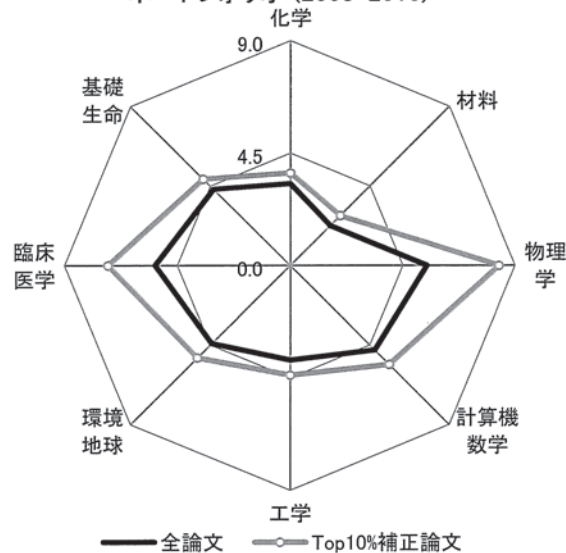 化学
9.0
基礎
生命
材料
4.5
臨床
医学
0.0
物理
学
環境
地球
計算機
数学
工学
全論文
Top10%補正論文